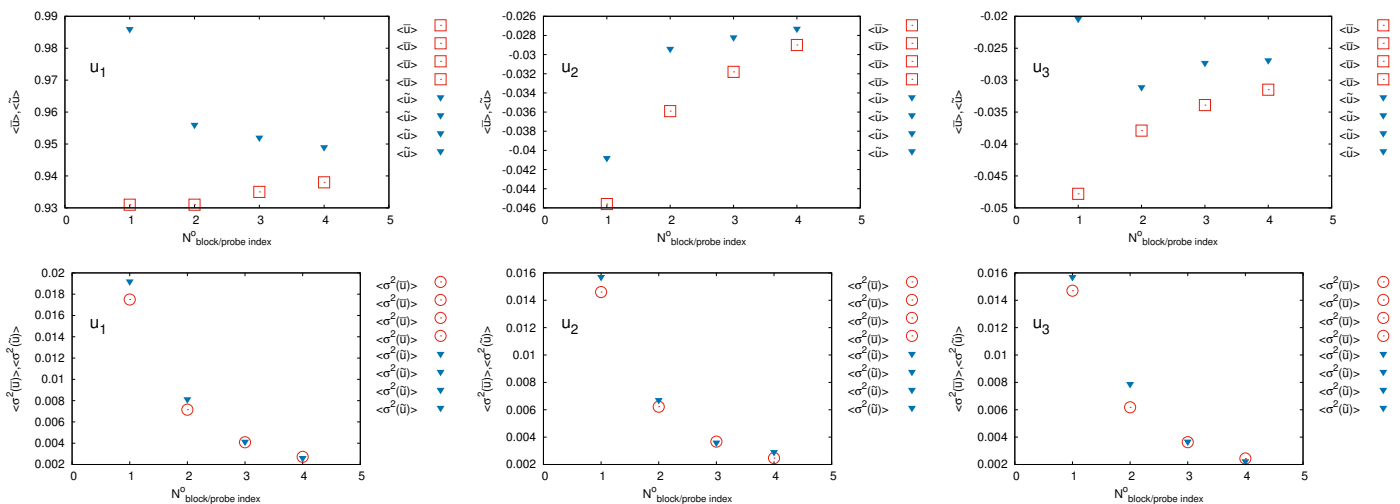 0.99
0.98
0.97
0.96
0.95
0.94
0.93
0 1 2 3 4 5
<u̅>,<ũ>
N°block/probe index
u1
<u̅>
<u̅>
<u̅>
<u̅>
<ũ>
<ũ>
<ũ>
<ũ>
-0.026
-0.028
-0.03
-0.032
-0.034
-0.036
-0.038
-0.04
-0.042
-0.044
-0.046
0 1 2 3 4 5
<u̅>,<ũ>
N°block/probe index
u2
<u̅>
<u̅>
<u̅>
<u̅>
<ũ>
<ũ>
<ũ>
<ũ>
-0.02
-0.025
-0.03
-0.035
-0.04
-0.045
-0.05
0 1 2 3 4 5
<u̅>,<ũ>
N°block/probe index
u3
<u̅>
<u̅>
<u̅>
<u̅>
<ũ>
<ũ>
<ũ>
<ũ>
0.02
0.018
0.016
0.014
0.012
0.01
0.008
0.006
0.004
0.002
0 1 2 3 4 5
<σ²(u̅)>,<σ²(ũ)>
N°block/probe index
u1
<σ²(u̅)>
<σ²(u̅)>
<σ²(u̅)>
<σ²(u̅)>
<σ²(ũ)>
<σ²(ũ)>
<σ²(ũ)>
<σ²(ũ)>
0.016
0.014
0.012
0.01
0.008
0.006
0.004
0.002
0 1 2 3 4 5
<σ²(u̅)>,<σ²(ũ)>
N°block/probe index
u2
<σ²(u̅)>
<σ²(u̅)>
<σ²(u̅)>
<σ²(u̅)>
<σ²(ũ)>
<σ²(ũ)>
<σ²(ũ)>
<σ²(ũ)>
0.016
0.014
0.012
0.01
0.008
0.006
0.004
0.002
0 1 2 3 4 5
<σ²(u̅)>,<σ²(ũ)>
N°block/probe index
u3
<σ²(u̅)>
<σ²(u̅)>
<σ²(u̅)>
<σ²(u̅)>
<σ²(ũ)>
<σ²(ũ)>
<σ²(ũ)>
<σ²(ũ)>